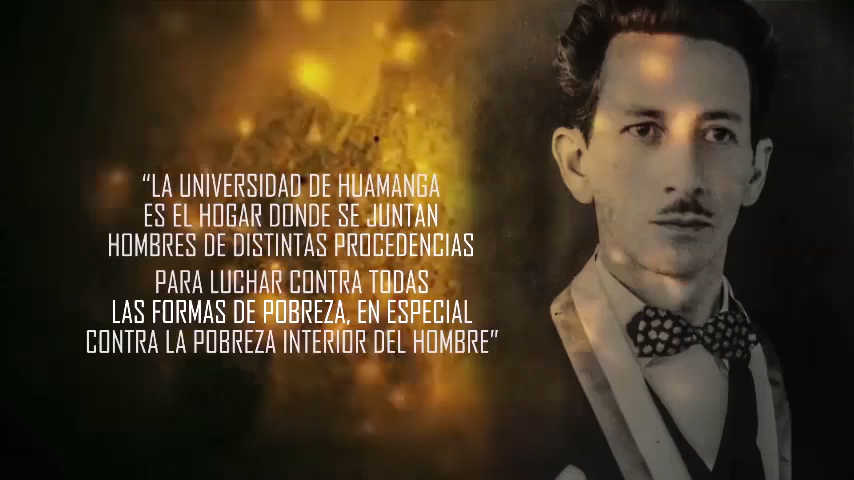 “LA UNIVERSIDAD DE HUAMANGA
ES EL HOGAR DONDE SE JUNTAN
HOMBRES DE DISTINTAS PROCEDENCIAS
PARA LUCHAR CONTRA TODAS
LAS FORMAS DE POBREZA, EN ESPECIAL
CONTRA LA POBREZA INTERIOR DEL HOMBRE”